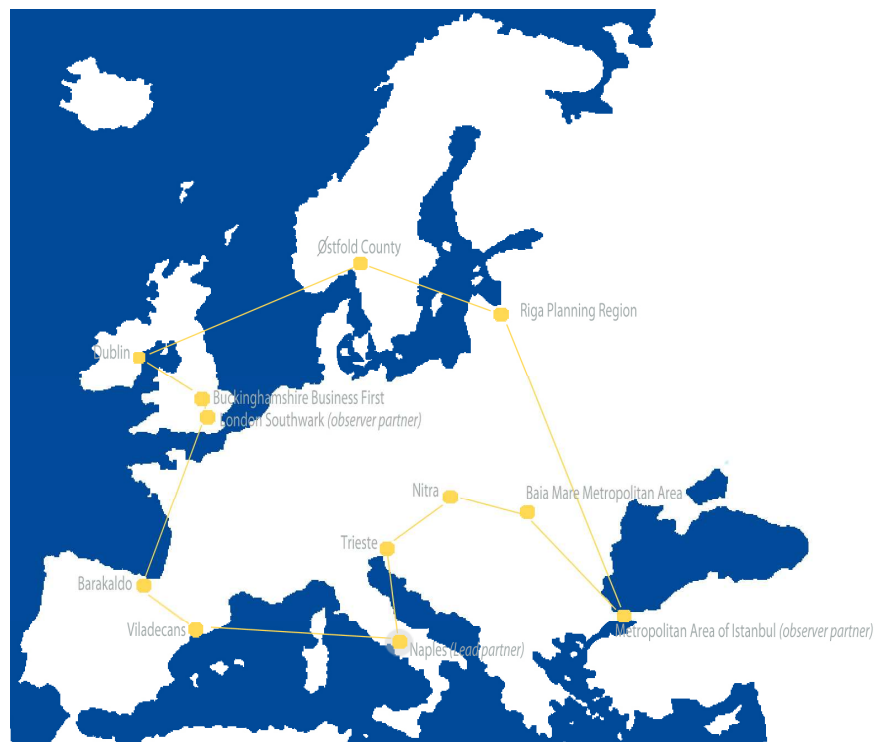 Østfold County
Riga Planning Region
Dublin
Buckinghamshire Business First
London Southwark (observer partner)
Nitra
Baia Mare Metropolitan Area
Trieste
Barakaldo
Viladecans
Metropolitan Area of Istanbul (observer partner)
Naples (Lead partner)